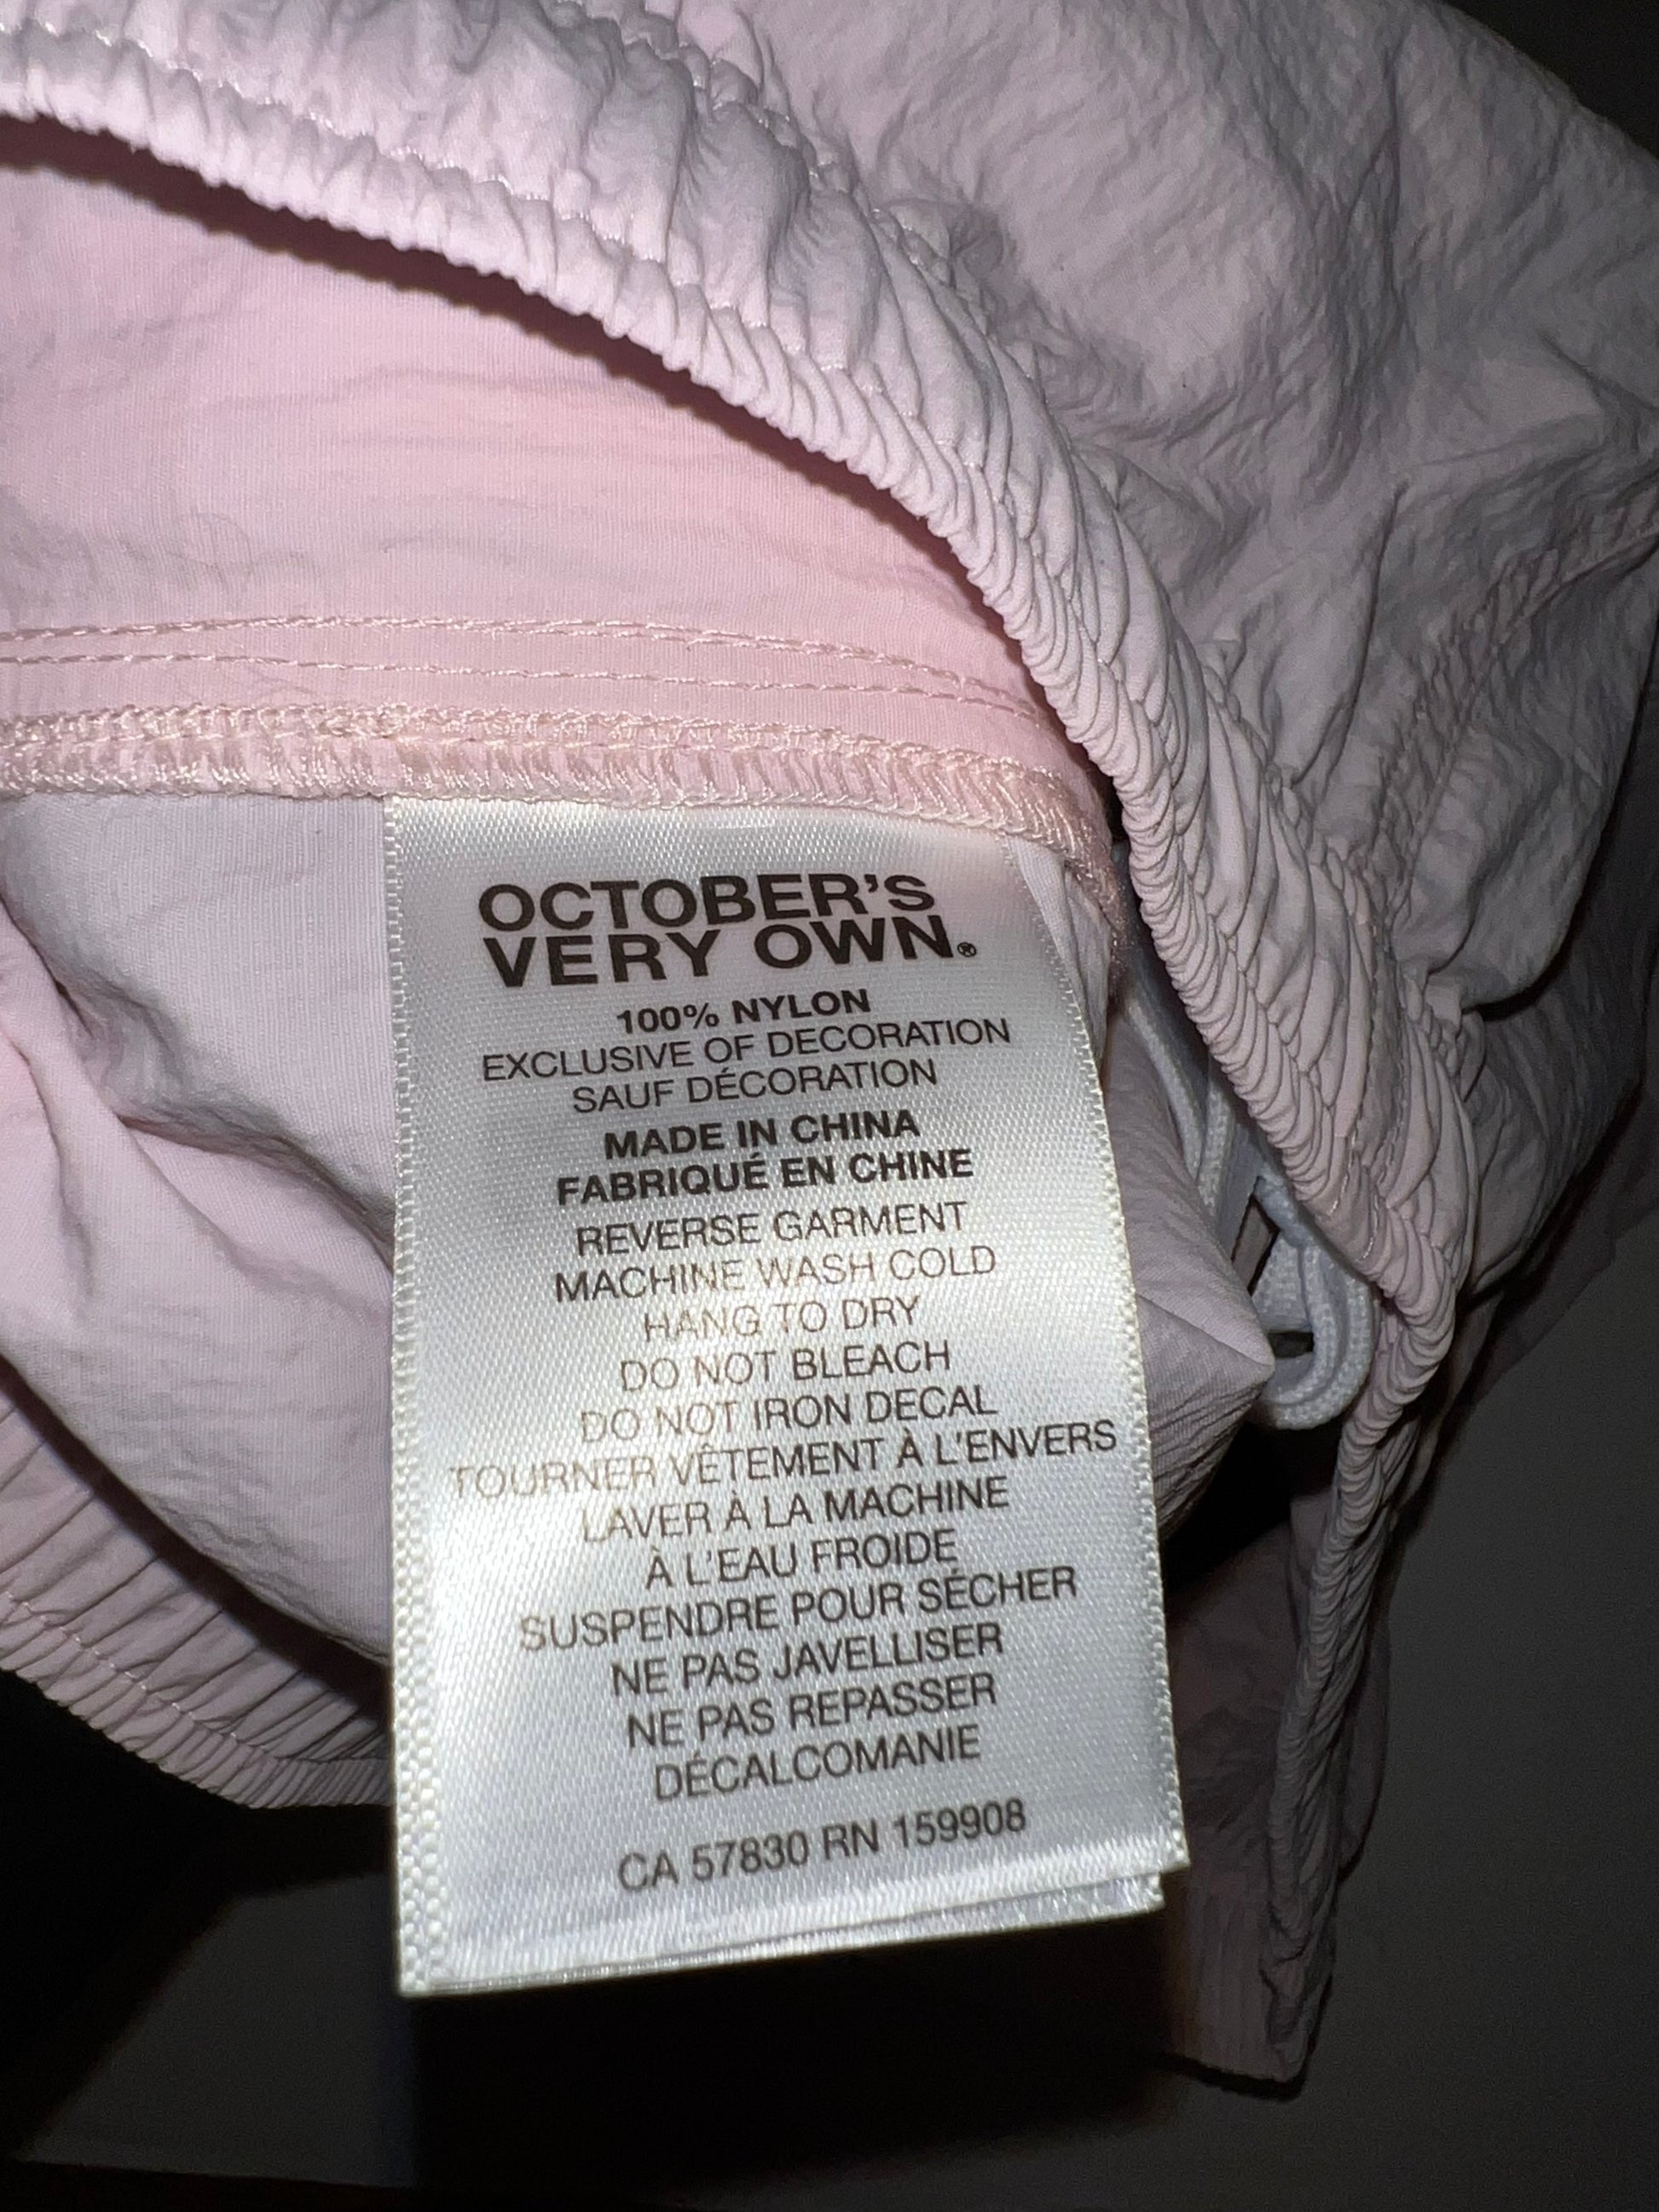 OCTOBER'S
VERY OWN®
100% NYLON
EXCLUSIVE OF DECORATION
SAUF DÉCORATION
MADE IN CHINA
FABRIQUÉ EN CHINE
REVERSE GARMENT
MACHINE WASH COLD
HANG TO DRY
DO NOT BLEACH
DO NOT IRON DECAL
TOURNER VÊTEMENT À L'ENVERS
LAVER À LA MACHINE
À L'EAU FROIDE
SUSPENDRE POUR SÉCHER
NE PAS JAVELLISER
NE PAS REPASSER
DÉCALCOMANIE
CA 57830 RN 159908